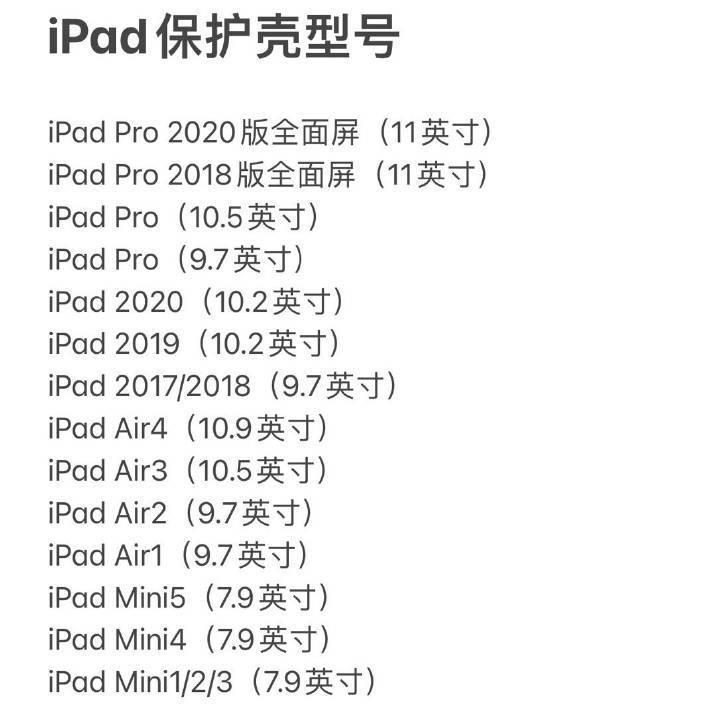 iPad保护壳型号
iPad Pro 2020版全面屏（11英寸）
iPad Pro 2018版全面屏（11英寸）
iPad Pro（10.5英寸）
iPad Pro（9.7英寸）
iPad 2020（10.2英寸）
iPad 2019（10.2英寸）
iPad 2017/2018（9.7英寸）
iPad Air4（10.9英寸）
iPad Air3（10.5英寸）
iPad Air2（9.7英寸）
iPad Air1（9.7英寸）
iPad Mini5（7.9英寸）
iPad Mini4（7.9英寸）
iPad Mini1/2/3（7.9英寸）